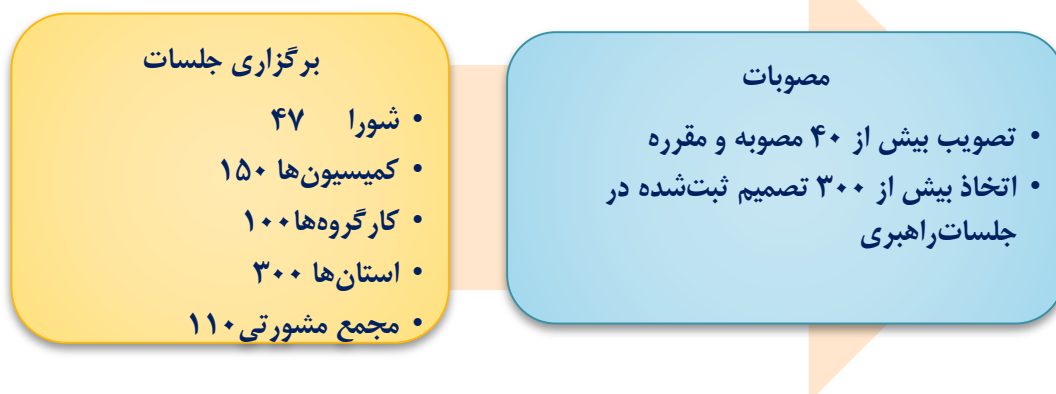 مصوبات
• تصویب بیش از ۴۰ مصوبه و مقرره
• اتخاذ بیش از ۳۰۰ تصمیم ثبت‌شده در
جلسات‌راهبری
برگزاری جلسات
• شورا ۴۷
• کمیسیون‌ها ۱۵۰
• کارگروه‌ها۱۰۰
• استان‌ها ۳۰۰
• مجمع مشورتی۱۱۰